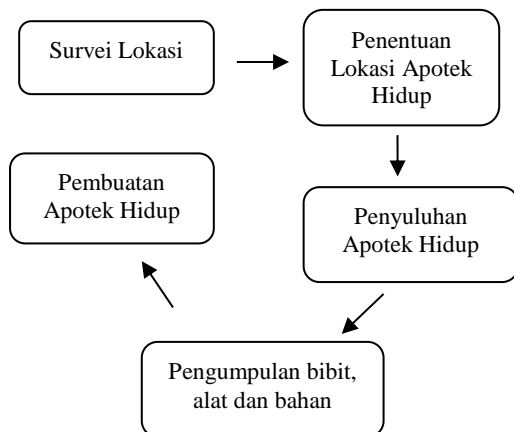 Survei Lokasi
Penentuan
Lokasi Apotek
Hidup
Penyuluhan
Apotek Hidup
Pengumpulan bibit,
alat dan bahan
Pembuatan
Apotek Hidup